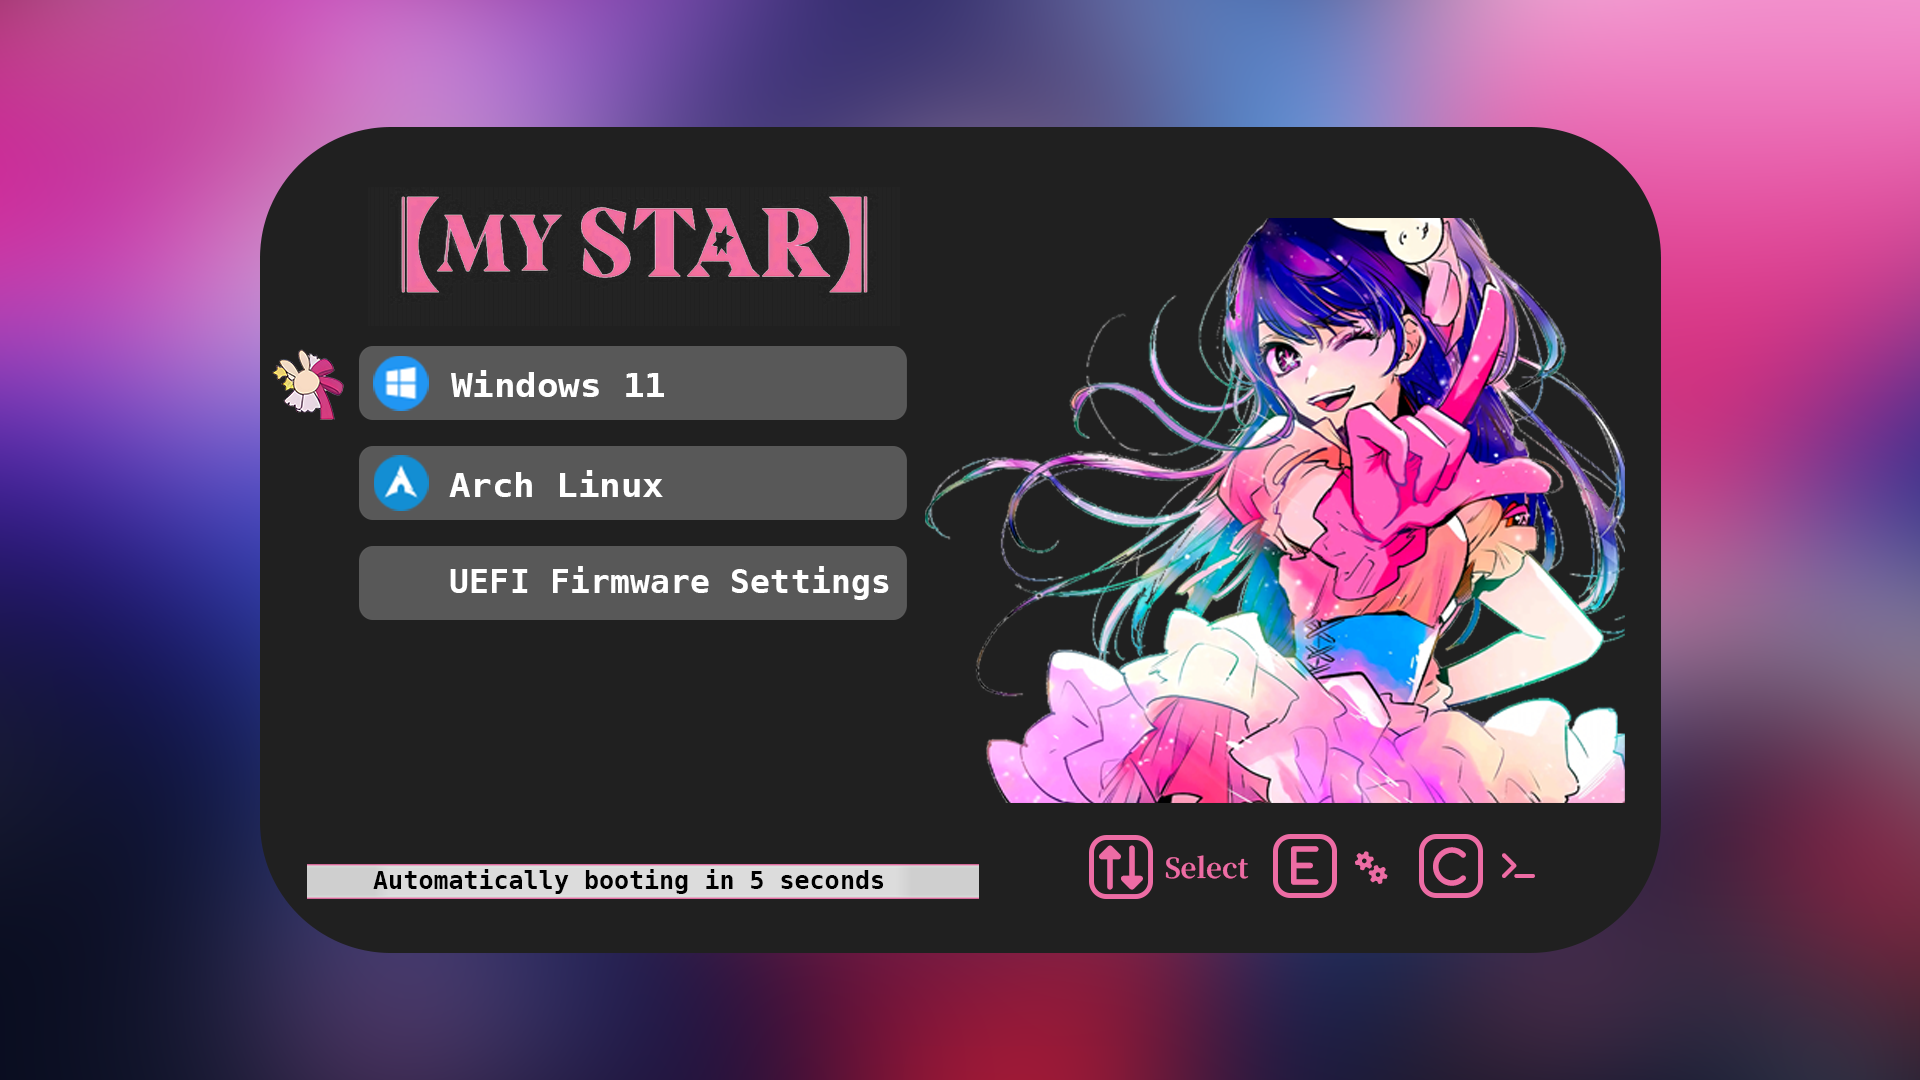 【MY STAR】
Windows 11
Arch Linux
UEFI Firmware Settings
Automatically booting in 5 seconds
Select E C